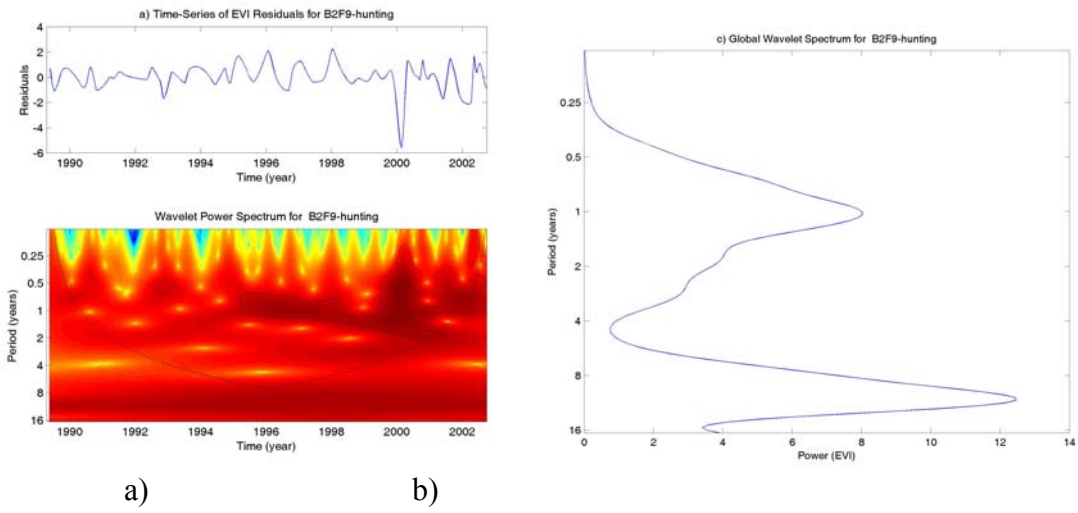 a) Time-Series of EVI Residuals for B2F9-hunting
4
2
0
-2
-4
-6
Residuals
1990 1992 1994 1996 1998 2000 2002
Time (year)
Wavelet Power Spectrum for B2F9-hunting
0.25
0.5
1
2
4
8
16
Period (years)
1990 1992 1994 1996 1998 2000 2002
Time (year)
c) Global Wavelet Spectrum for B2F9-hunting
0.25
0.5
1
2
4
8
16
Period (years)
0 2 4 6 8 10 12 14
Power (EVI)
a) b)